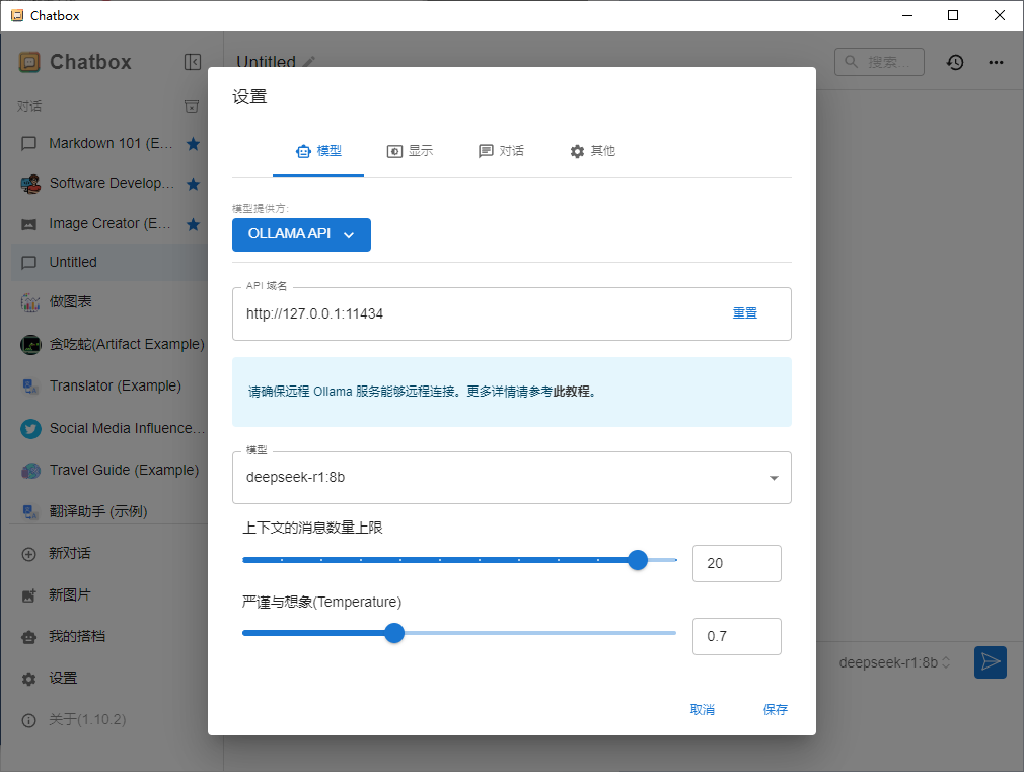 Chatbox
Chatbox
Untitled
搜索...
对话
Markdown 101 (E...
Software Develop...
Image Creator (E...
Untitled
做图表
贪吃蛇(Artifact Example)
Translator (Example)
Social Media Influence...
Travel Guide (Example)
翻译助手 (示例)
新对话
新图片
我的搭档
设置
关于(1.10.2)
设置
模型
显示
对话
其他
模型提供方:
OLLAMA API
API 域名
http://127.0.0.1:11434
重置
请确保远程 Ollama 服务能够远程连接。更多详情请参考此教程。
模型
deepseek-r1:8b
上下文的消息数量上限
20
严谨与想象(Temperature)
0.7
取消
保存
deepseek-r1:8b